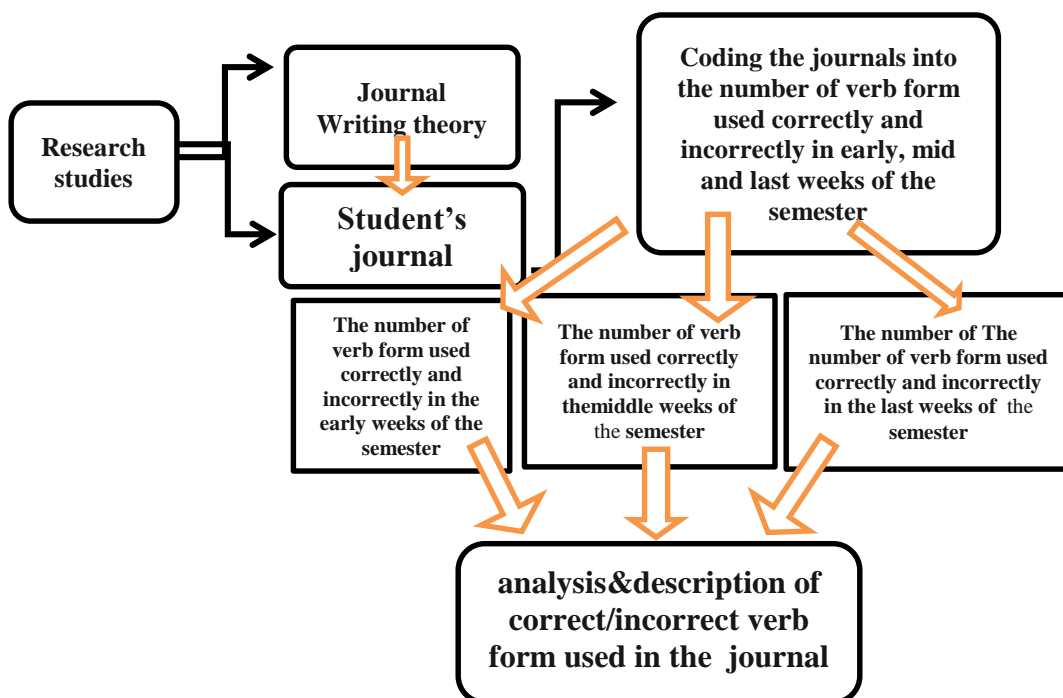 Research
studies
Journal
Writing theory
Student’s
journal
Coding the journals into
the number of verb form
used correctly and
incorrectly in early, mid
and last weeks of the
semester
The number of
verb form used
correctly and
incorrectly in the
early weeks of the
semester
The number of verb
form used correctly
and incorrectly in
themiddle weeks of
the semester
The number of The
number of verb form used
correctly and incorrectly
in the last weeks of the
semester
analysis&description of
correct/incorrect verb
form used in the journal